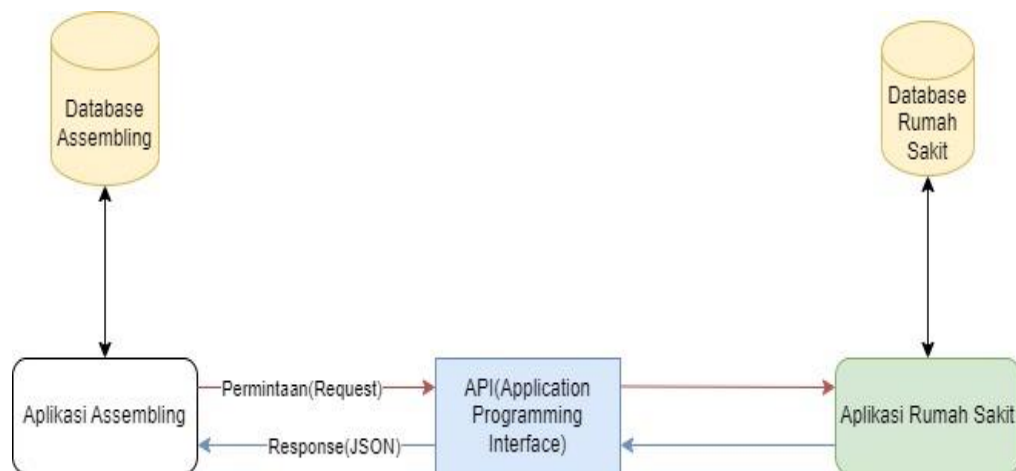 Database
Assembling
Database
Rumah
Sakit
Aplikasi Assembling
Permintaan(Request)
Response(JSON)
API(Application
Programming
Interface)
Aplikasi Rumah Sakit